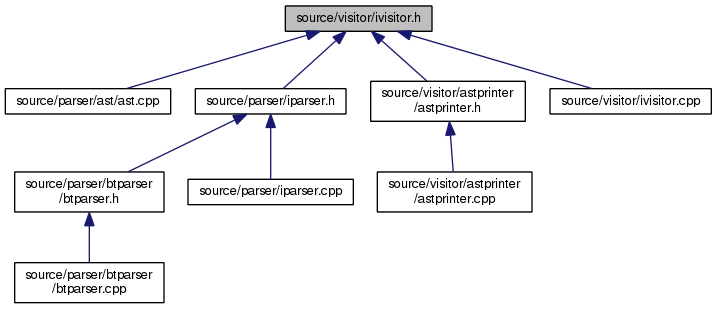 source/visitor/ivisitor.h
source/parser/ast/ast.cpp
source/parser/iparser.h
source/visitor/astprinter
/astprinter.h
source/visitor/ivisitor.cpp
source/parser/btparser
/btparser.h
source/parser/iparser.cpp
source/visitor/astprinter
/astprinter.cpp
source/parser/btparser
/btparser.cpp